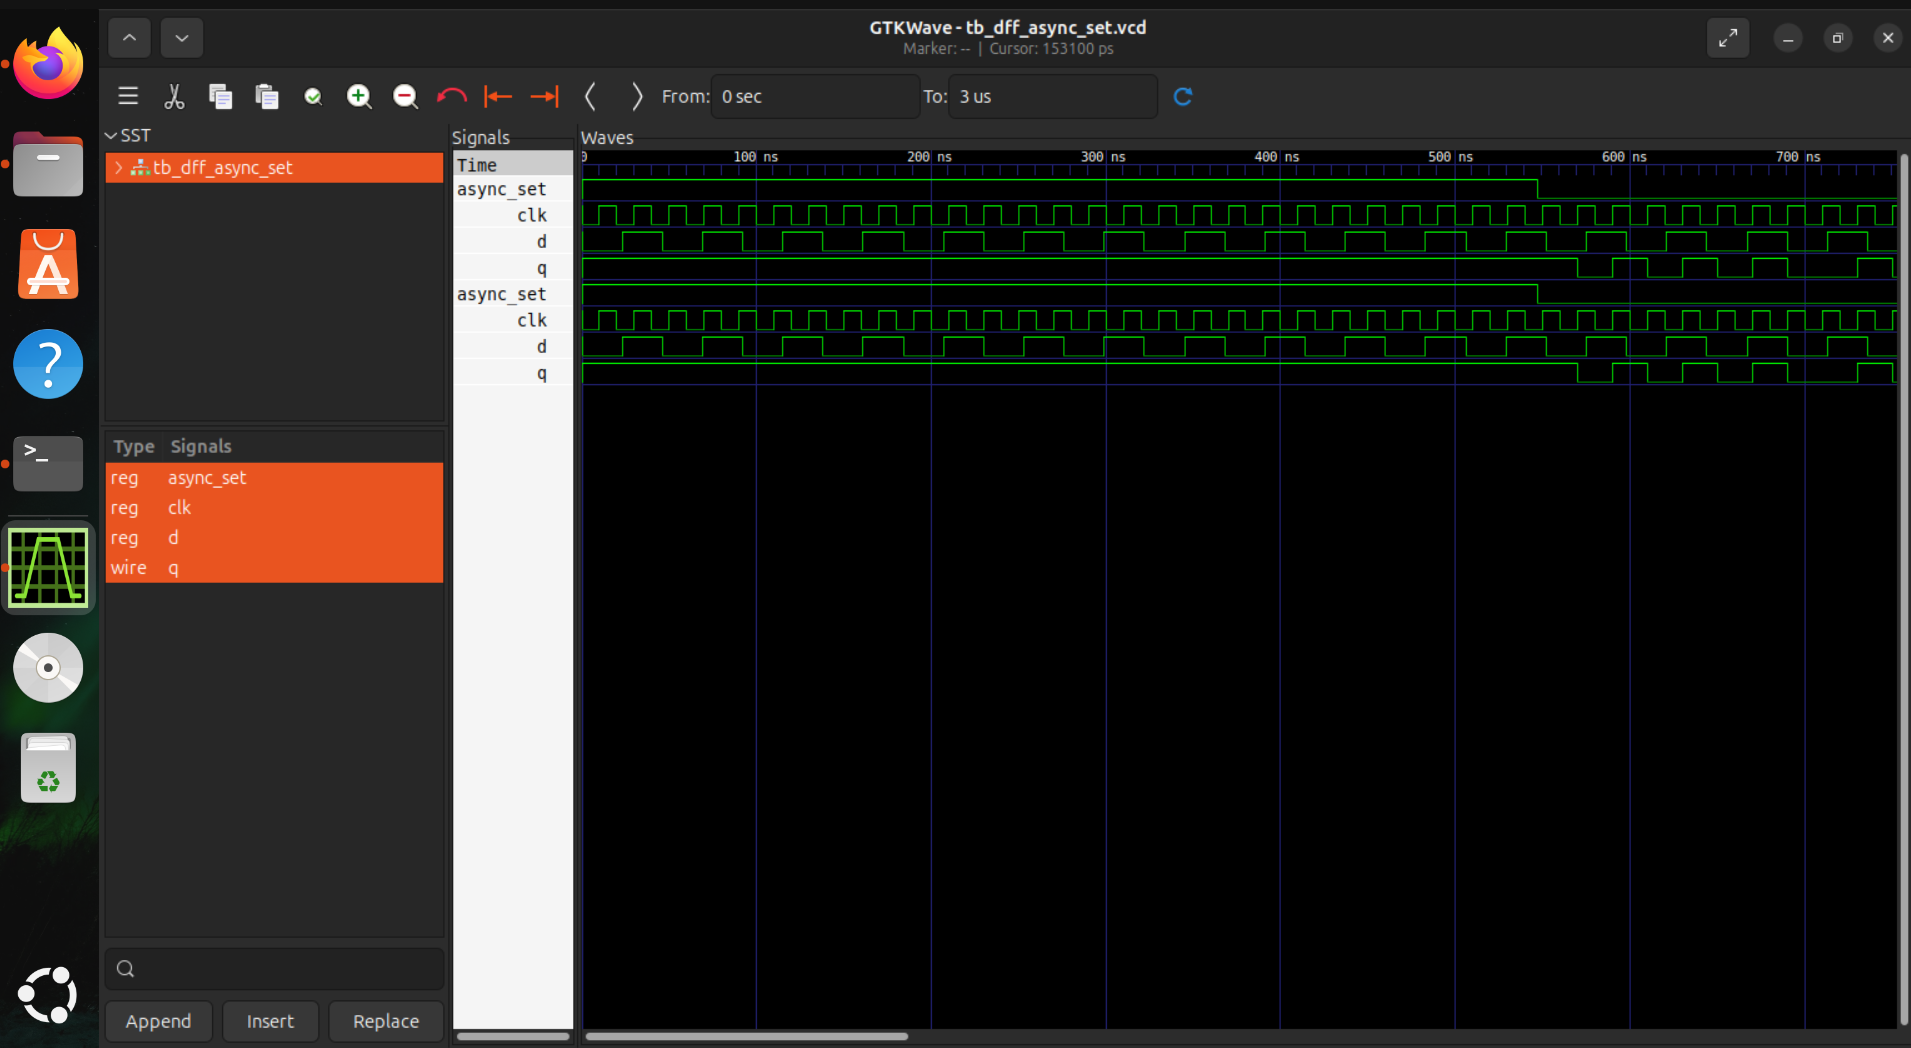 GTKWave - tb_dff_async_set.vcd
Marker: -- | Cursor: 153100 ps
From: 0 sec To: 3 us
SST
tb_dff_async_set
Type Signals
reg async_set
reg clk
reg d
wire q
Append Insert Replace
Signals
Time
async_set
clk
d
q
async_set
clk
d
q
Waves
0 100 ns 200 ns 300 ns 400 ns 500 ns 600 ns 700 ns